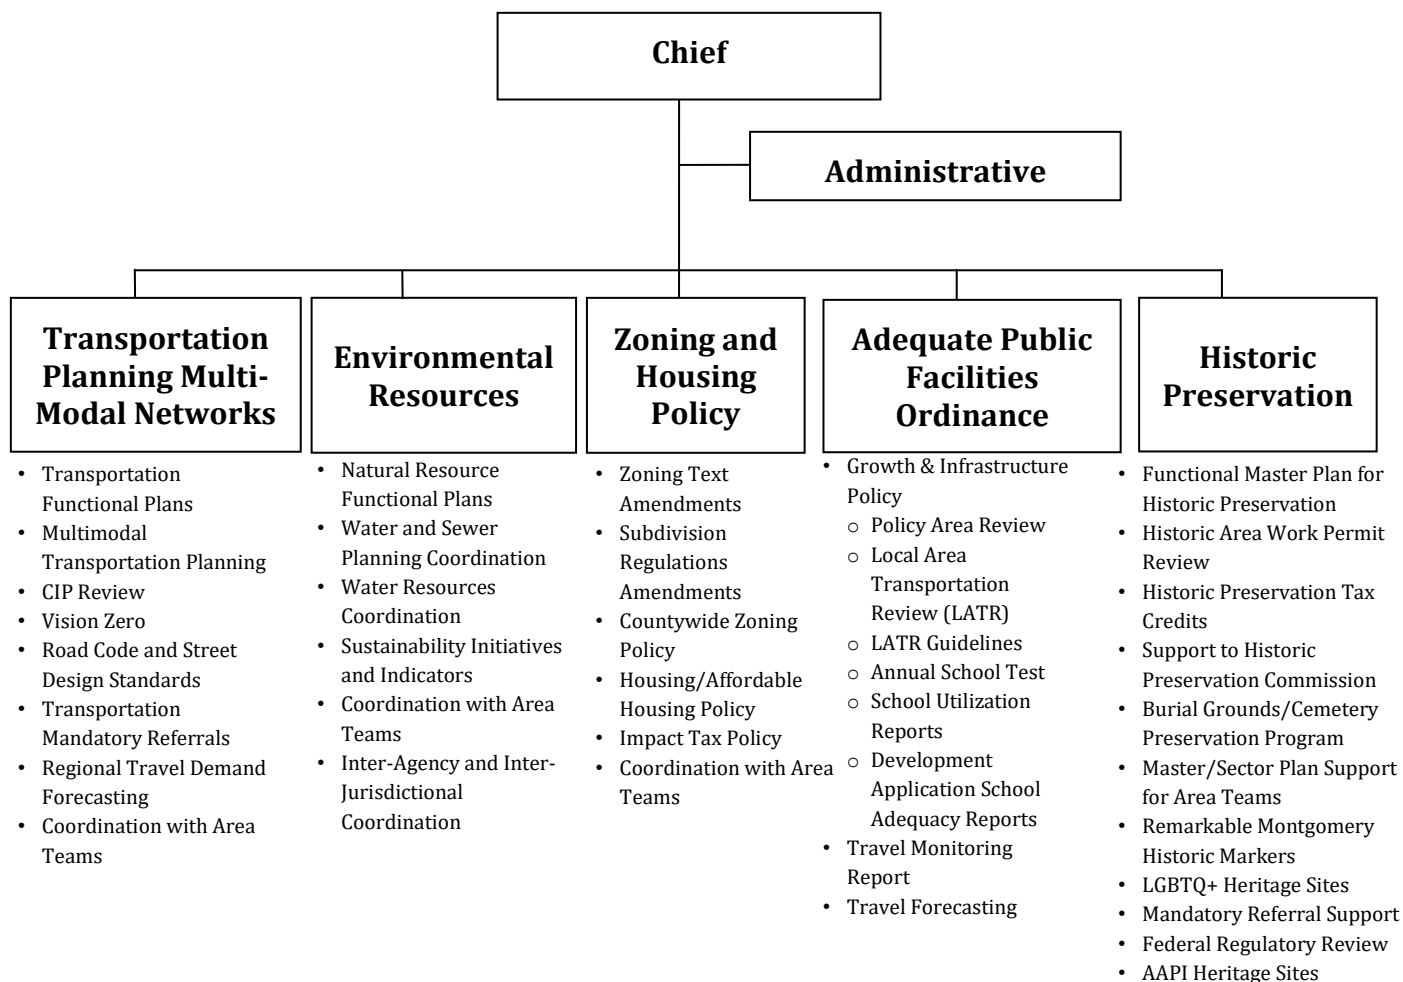 Chief
Administrative
Transportation
Planning Multi-
Modal Networks
• Transportation
Functional Plans
• Multimodal
Transportation Planning
• CIP Review
• Vision Zero
• Road Code and Street
Design Standards
• Transportation
Mandatory Referrals
• Regional Travel Demand
Forecasting
• Coordination with Area
Teams
Environmental
Resources
• Natural Resource
Functional Plans
• Water and Sewer
Planning Coordination
• Water Resources
Coordination
• Sustainability Initiatives
and Indicators
• Coordination with Area
Teams
• Inter-Agency and Inter-
Jurisdictional
Coordination
Zoning and
Housing
Policy
• Zoning Text
Amendments
• Subdivision
Regulations
Amendments
• Countywide Zoning
Policy
• Housing/Affordable
Housing Policy
• Impact Tax Policy
• Coordination with Area
Teams
Adequate Public
Facilities
Ordinance
• Growth & Infrastructure
Policy
o Policy Area Review
o Local Area
Transportation
Review (LATR)
o LATR Guidelines
o Annual School Test
o School Utilization
Reports
o Development
Application School
Adequacy Reports
• Travel Monitoring
Report
• Travel Forecasting
Historic
Preservation
• Functional Master Plan for
Historic Preservation
• Historic Area Work Permit
Review
• Historic Preservation Tax
Credits
• Support to Historic
Preservation Commission
• Burial Grounds/Cemetery
Preservation Program
• Master/Sector Plan Support
for Area Teams
• Remarkable Montgomery
Historic Markers
• LGBTQ+ Heritage Sites
• Mandatory Referral Support
• Federal Regulatory Review
• AAPI Heritage Sites